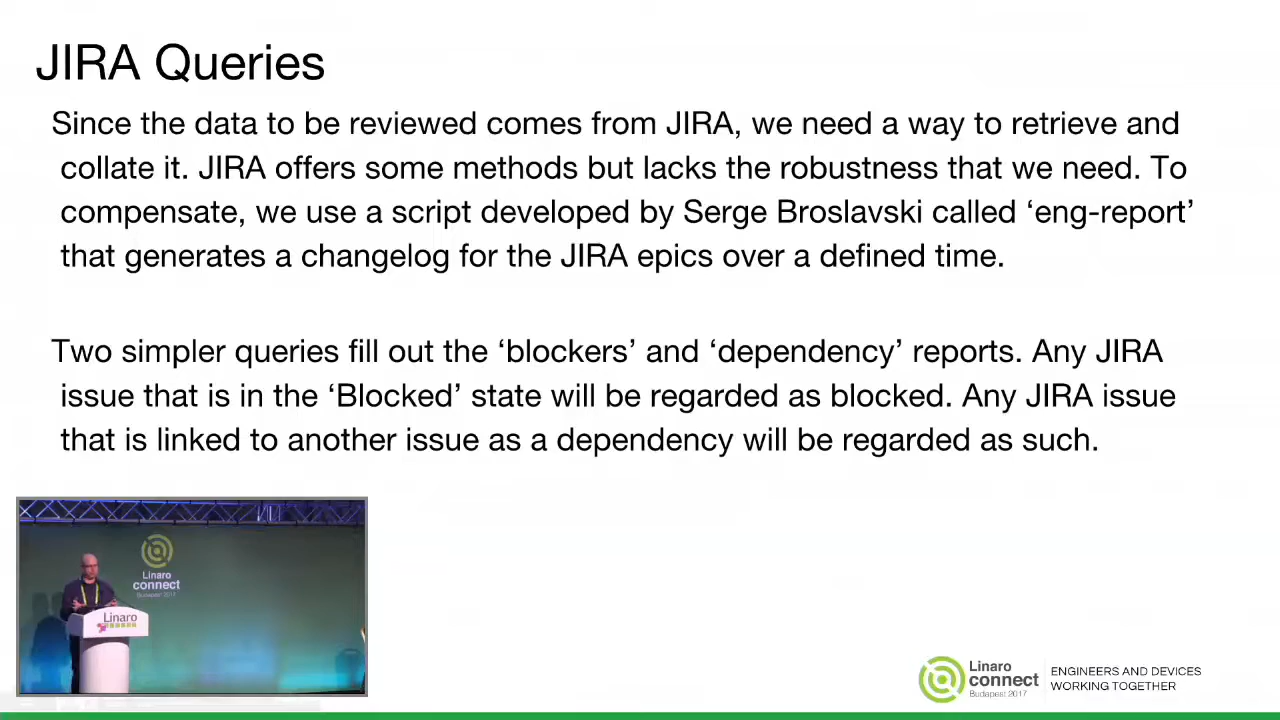 JIRA Queries
Since the data to be reviewed comes from JIRA, we need a way to retrieve and
collate it. JIRA offers some methods but lacks the robustness that we need. To
compensate, we use a script developed by Serge Broslavski called ‘eng-report’
that generates a changelog for the JIRA epics over a defined time.
Two simpler queries fill out the ‘blockers’ and ‘dependency’ reports. Any JIRA
issue that is in the ‘Blocked’ state will be regarded as blocked. Any JIRA issue
that is linked to another issue as a dependency will be regarded as such.
Linaro
connect
Budapest 2017
Linaro
Linaro
connect
Budapest 2017
ENGINEERS AND DEVICES
WORKING TOGETHER